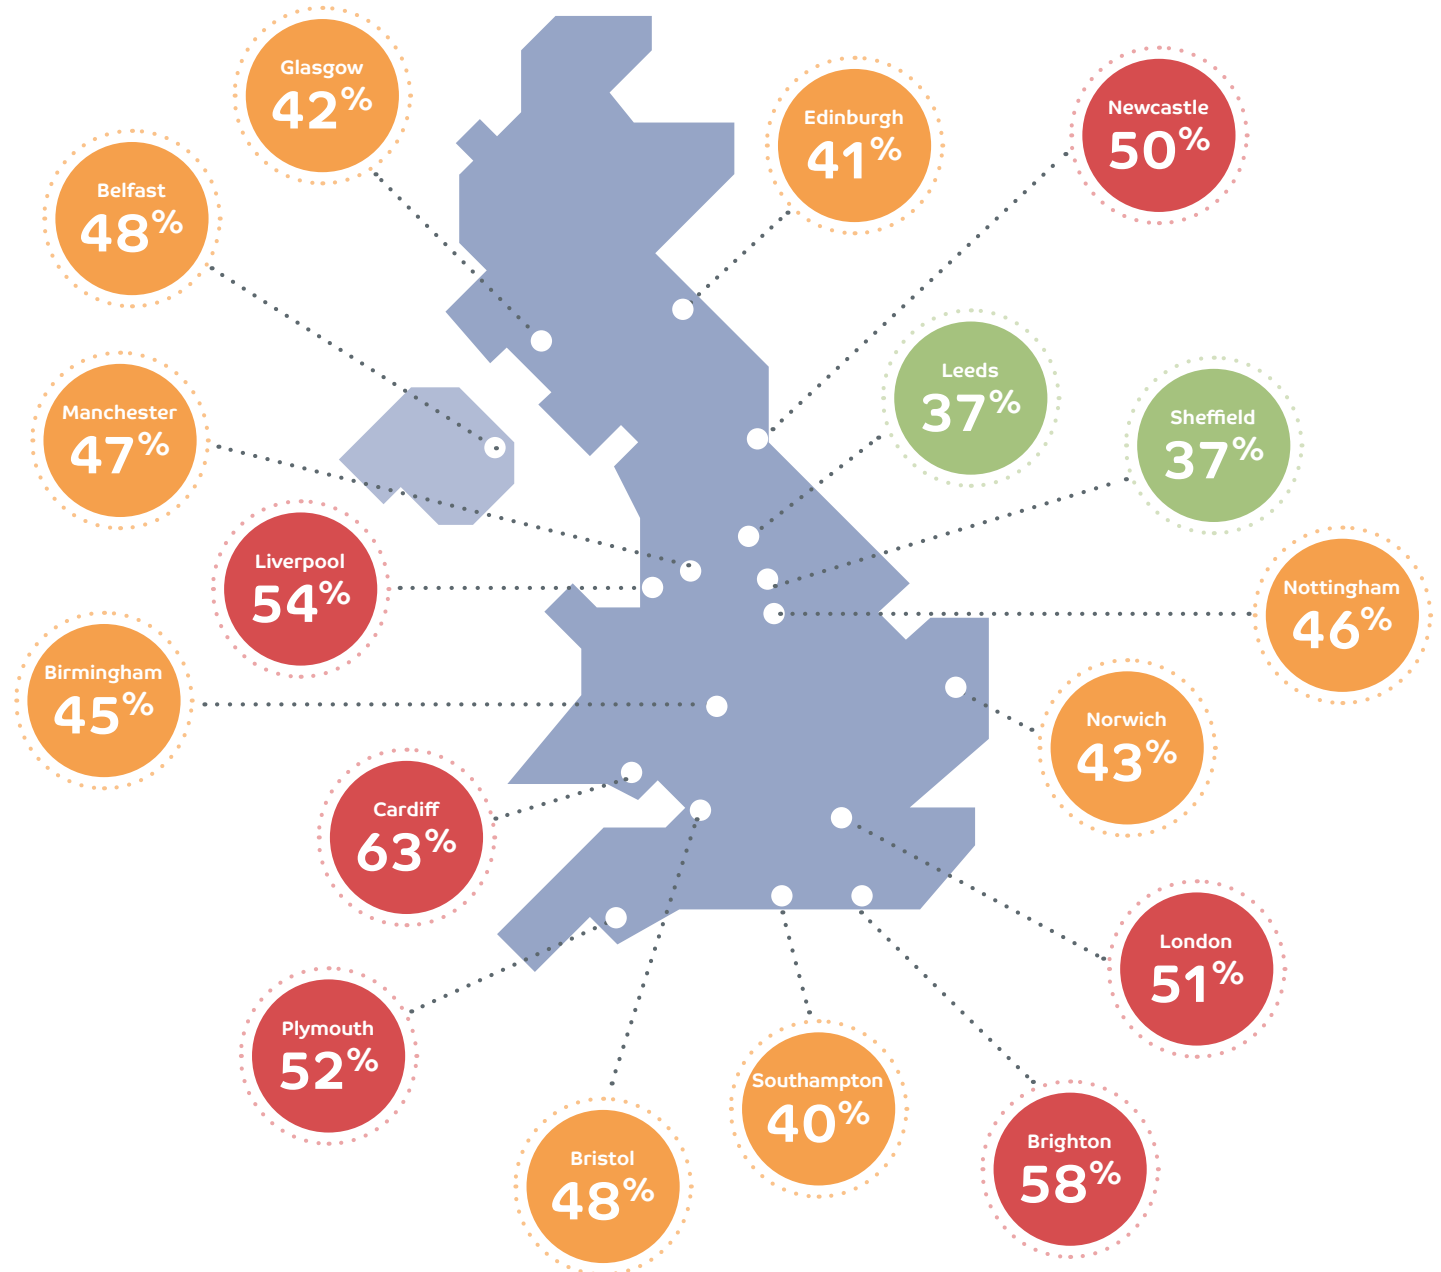 Glasgow
42%
Edinburgh
41%
Newcastle
50%
Belfast
48%
Leeds
37%
Manchester
47%
Sheffield
37%
Liverpool
54%
Nottingham
46%
Birmingham
45%
Norwich
43%
Cardiff
63%
London
51%
Plymouth
52%
Southampton
40%
Brighton
58%
Bristol
48%